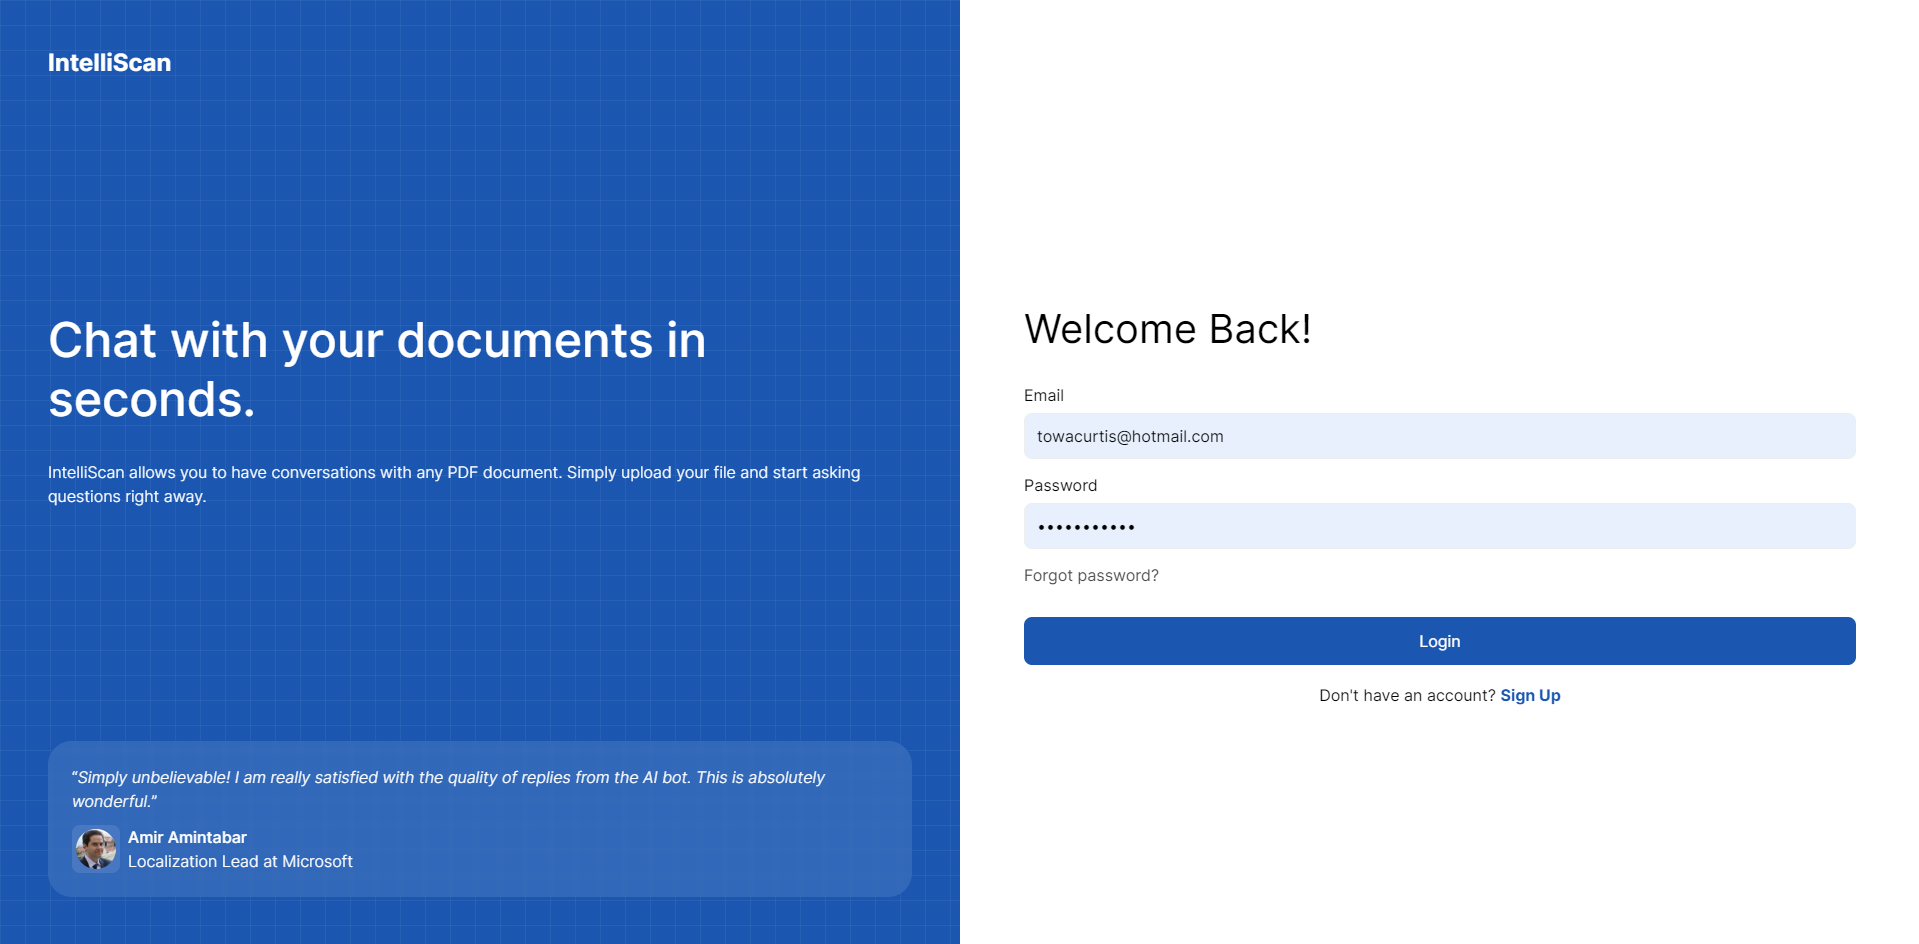 IntelliScan
Chat with your documents in
seconds.
IntelliScan allows you to have conversations with any PDF document. Simply upload your file and start asking
questions right away.
“Simply unbelievable! I am really satisfied with the quality of replies from the AI bot. This is absolutely
wonderful.”
Amir Amintabar
Localization Lead at Microsoft
Welcome Back!
Email
towacurtis@hotmail.com
Password
•••••••••••
Forgot password?
Login
Don't have an account? Sign Up